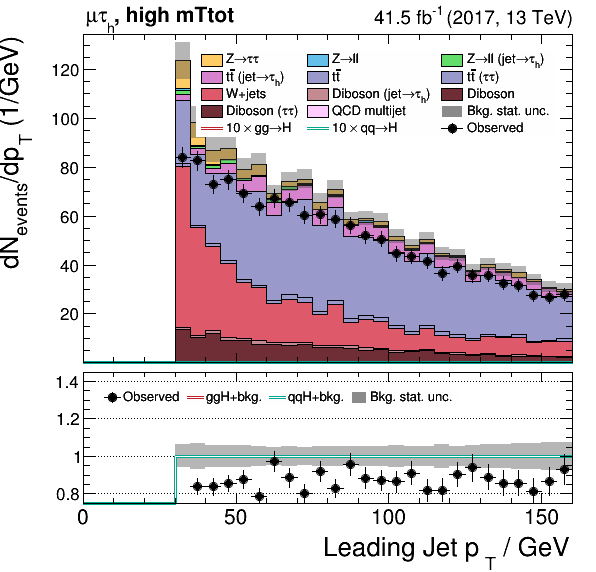 μτh, high mTtot 41.5 fb-1 (2017, 13 TeV)
dNevents/dpT (1/GeV)
120
100
80
60
40
20
Z→ττ Z→ll Z→ll (jet→τh)
tt̄ (jet→τh) tt̄ tt̄ (ττ)
W+jets Diboson (jet→τh) Diboson
Diboson (ττ) QCD multijet Bkg. stat. unc.
10 × gg→H 10 × qq→H Observed
1.4
1.2
1
0.8
Observed ggH+bkg. qqH+bkg. Bkg. stat. unc.
0 50 100 150
Leading Jet pT / GeV